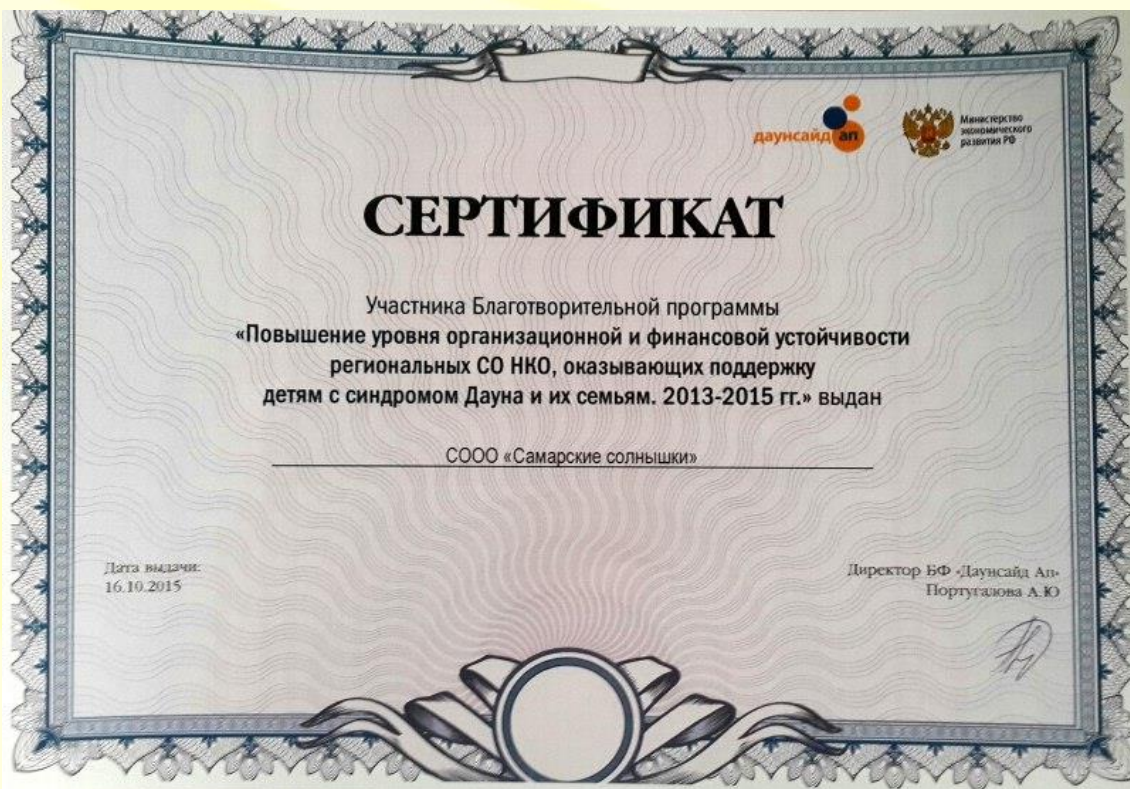 даунсайд ап
Министерство
экономического
развития РФ
СЕРТИФИКАТ
Участника Благотворительной программы
«Повышение уровня организационной и финансовой устойчивости
региональных СО НКО, оказывающих поддержку
детям с синдромом Дауна и их семьям. 2013-2015 гг.» выдан
СООО «Самарские солнышки»
Дата выдачи:
16.10.2015
Директор БФ «Даунсайд Ап»
Португалова А.Ю